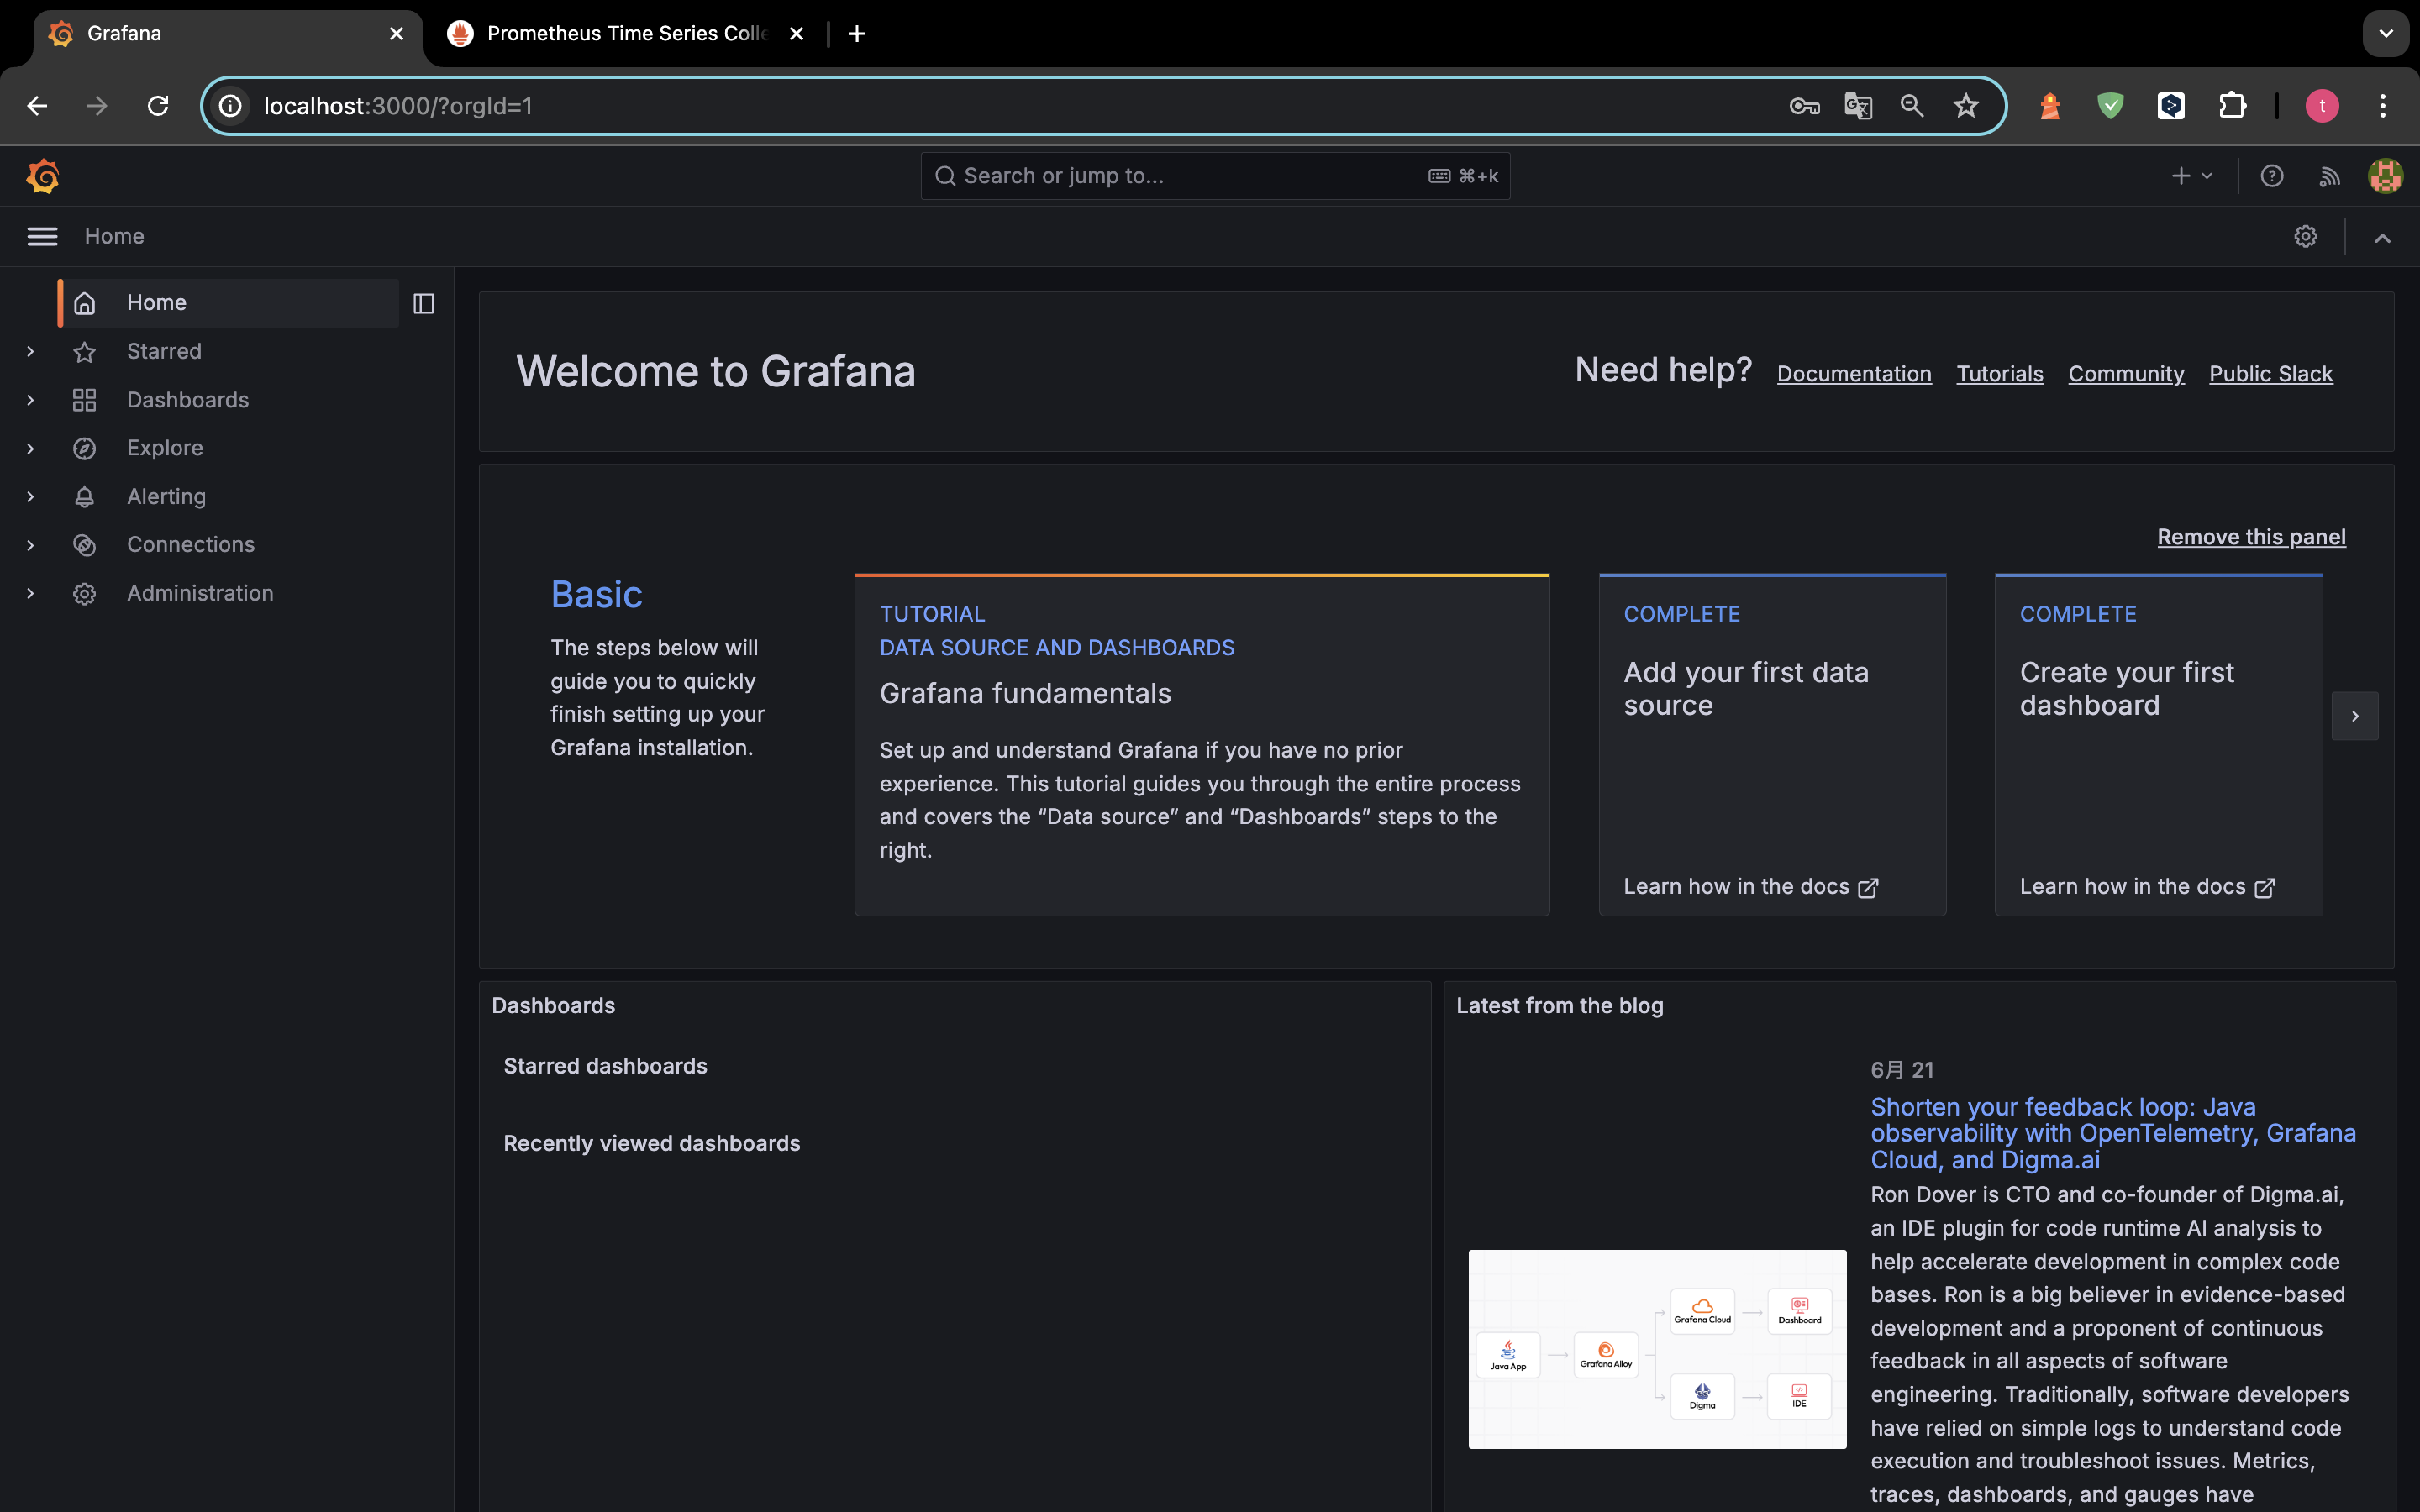 Grafana
Prometheus Time Series Colle
localhost:3000/?orgId=1
t
Search or jump to...
⌘+k
Home
Home
Starred
Dashboards
Explore
Alerting
Connections
Administration
Welcome to Grafana
Need help?
Documentation
Tutorials
Community
Public Slack
Remove this panel
Basic
The steps below will
guide you to quickly
finish setting up your
Grafana installation.
TUTORIAL
DATA SOURCE AND DASHBOARDS
Grafana fundamentals
Set up and understand Grafana if you have no prior
experience. This tutorial guides you through the entire process
and covers the “Data source” and “Dashboards” steps to the
right.
COMPLETE
Add your first data
source
Learn how in the docs
COMPLETE
Create your first
dashboard
Learn how in the docs
Dashboards
Starred dashboards
Recently viewed dashboards
Latest from the blog
6月 21
Shorten your feedback loop: Java
observability with OpenTelemetry, Grafana
Cloud, and Digma.ai
Ron Dover is CTO and co-founder of Digma.ai,
an IDE plugin for code runtime AI analysis to
help accelerate development in complex code
bases. Ron is a big believer in evidence-based
development and a proponent of continuous
feedback in all aspects of software
engineering. Traditionally, software developers
have relied on simple logs to understand code
execution and troubleshoot issues. Metrics,
traces, dashboards, and gauges have
Java App
Grafana Alloy
Grafana Cloud
Dashboard
Digma
IDE